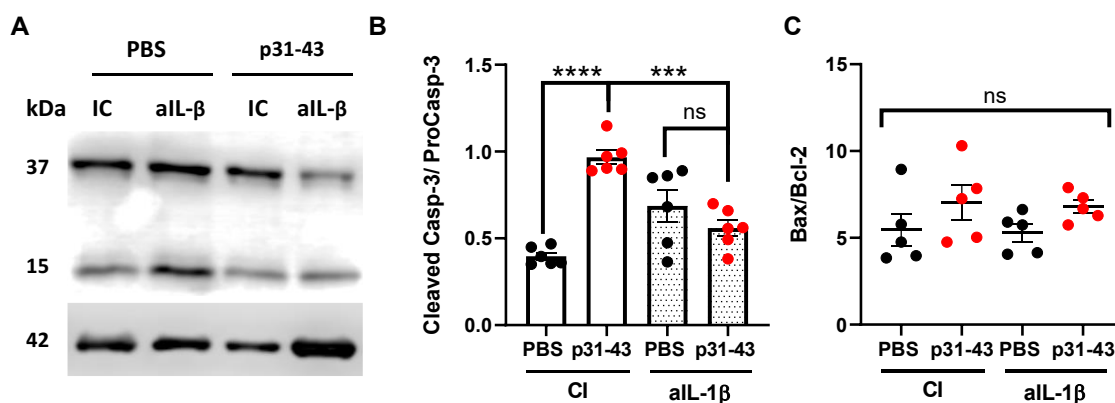 A
PBS p31-43
kDa IC aIL-β IC aIL-β
37
15
42
B
Cleaved Casp-3/ ProCasp-3
1.5
1.0
0.5
0.0
**** ***
ns
PBS p31-43 PBS p31-43
CI aIL-1β
C
Bax/Bcl-2
15
10
5
0
ns
PBS p31-43 PBS p31-43
CI aIL-1β